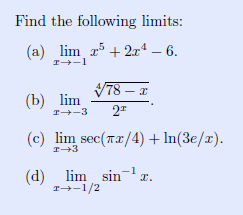 Find the following limits:
(a) lim x→−1 x⁵ + 2x⁴ − 6.
(b) lim x→−3 ∜(78 − x) / 2ˣ.
(c) lim x→3 sec(πx/4) + ln(3e/x).
(d) lim x→−1/2 sin⁻¹ x.